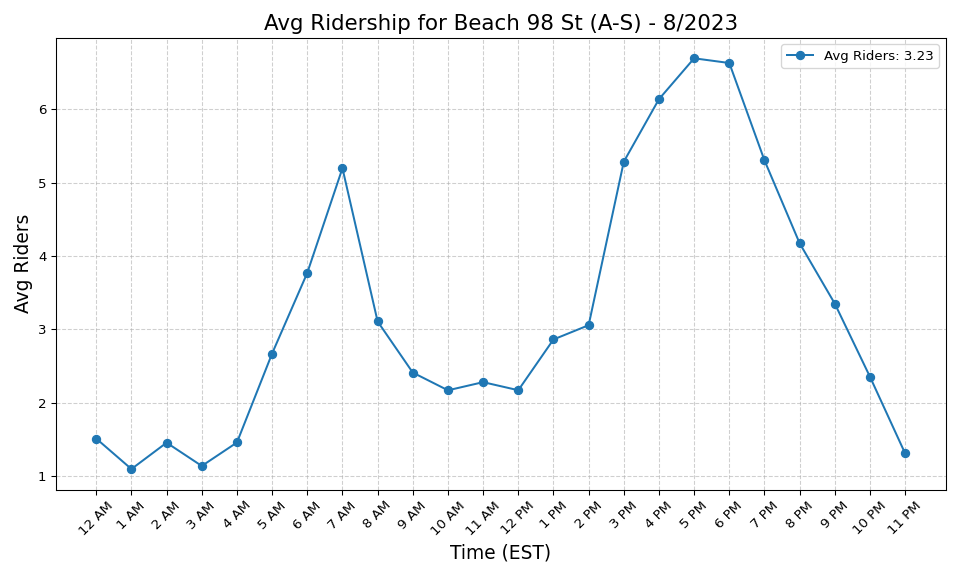 Avg Ridership for Beach 98 St (A-S) - 8/2023
Avg Riders: 3.23
Avg Riders
6
5
4
3
2
1
12 AM
1 AM
2 AM
3 AM
4 AM
5 AM
6 AM
7 AM
8 AM
9 AM
10 AM
11 AM
12 PM
1 PM
2 PM
3 PM
4 PM
5 PM
6 PM
7 PM
8 PM
9 PM
10 PM
11 PM
Time (EST)